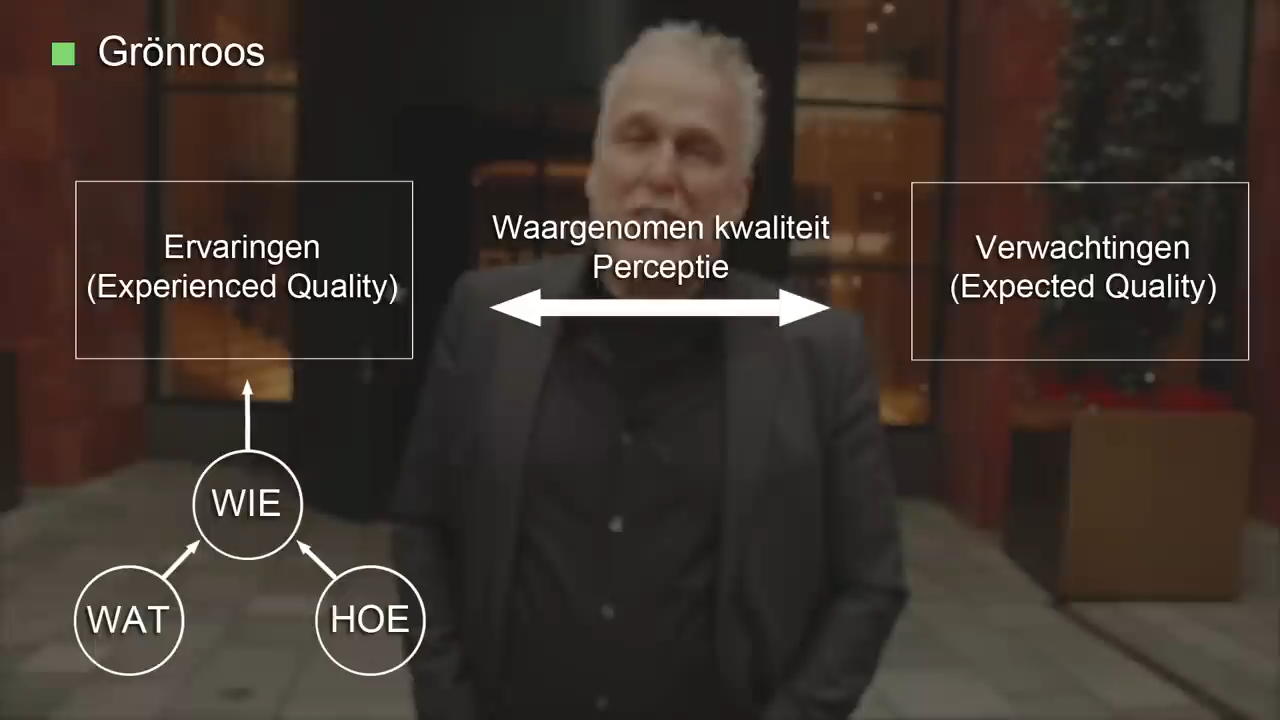 Grönroos
Ervaringen
(Experienced Quality)
Waargenomen kwaliteit
Perceptie
Verwachtingen
(Expected Quality)
WIE
WAT
HOE